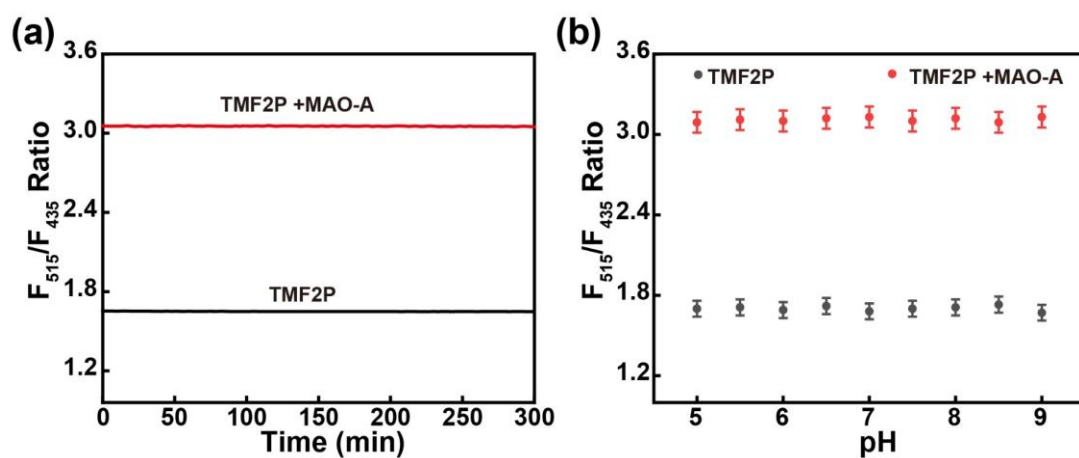 (a)
3.6
3.0
2.4
1.8
1.2
F515/F435 Ratio
TMF2P +MAO-A
TMF2P
0 50 100 150 200 250 300
Time (min)
(b)
3.6
3.0
2.4
1.8
1.2
F515/F435 Ratio
TMF2P TMF2P +MAO-A
5 6 7 8 9
pH